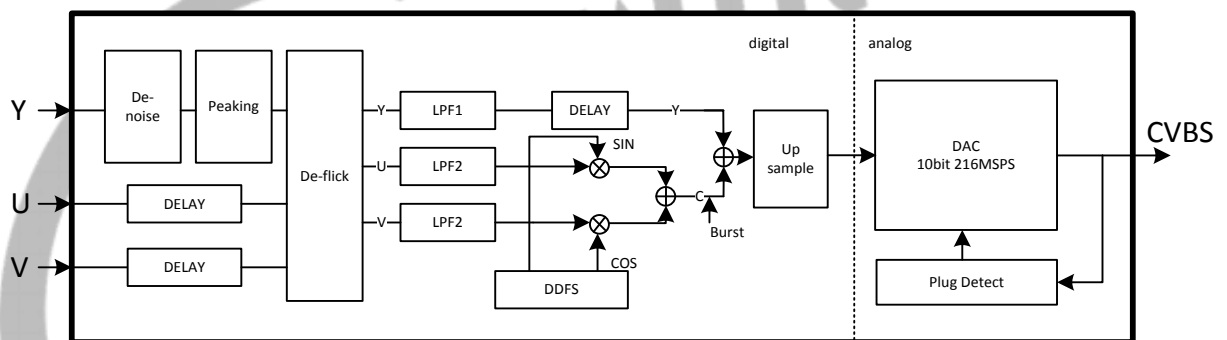 digital
analog
Y
De-
noise
Peaking
De-flick
Y
LPF1
DELAY
Y
SIN
Up
sample
DAC
10bit 216MSPS
CVBS
U
DELAY
U
LPF2
C
Burst
V
DELAY
V
LPF2
COS
DDFS
Plug Detect